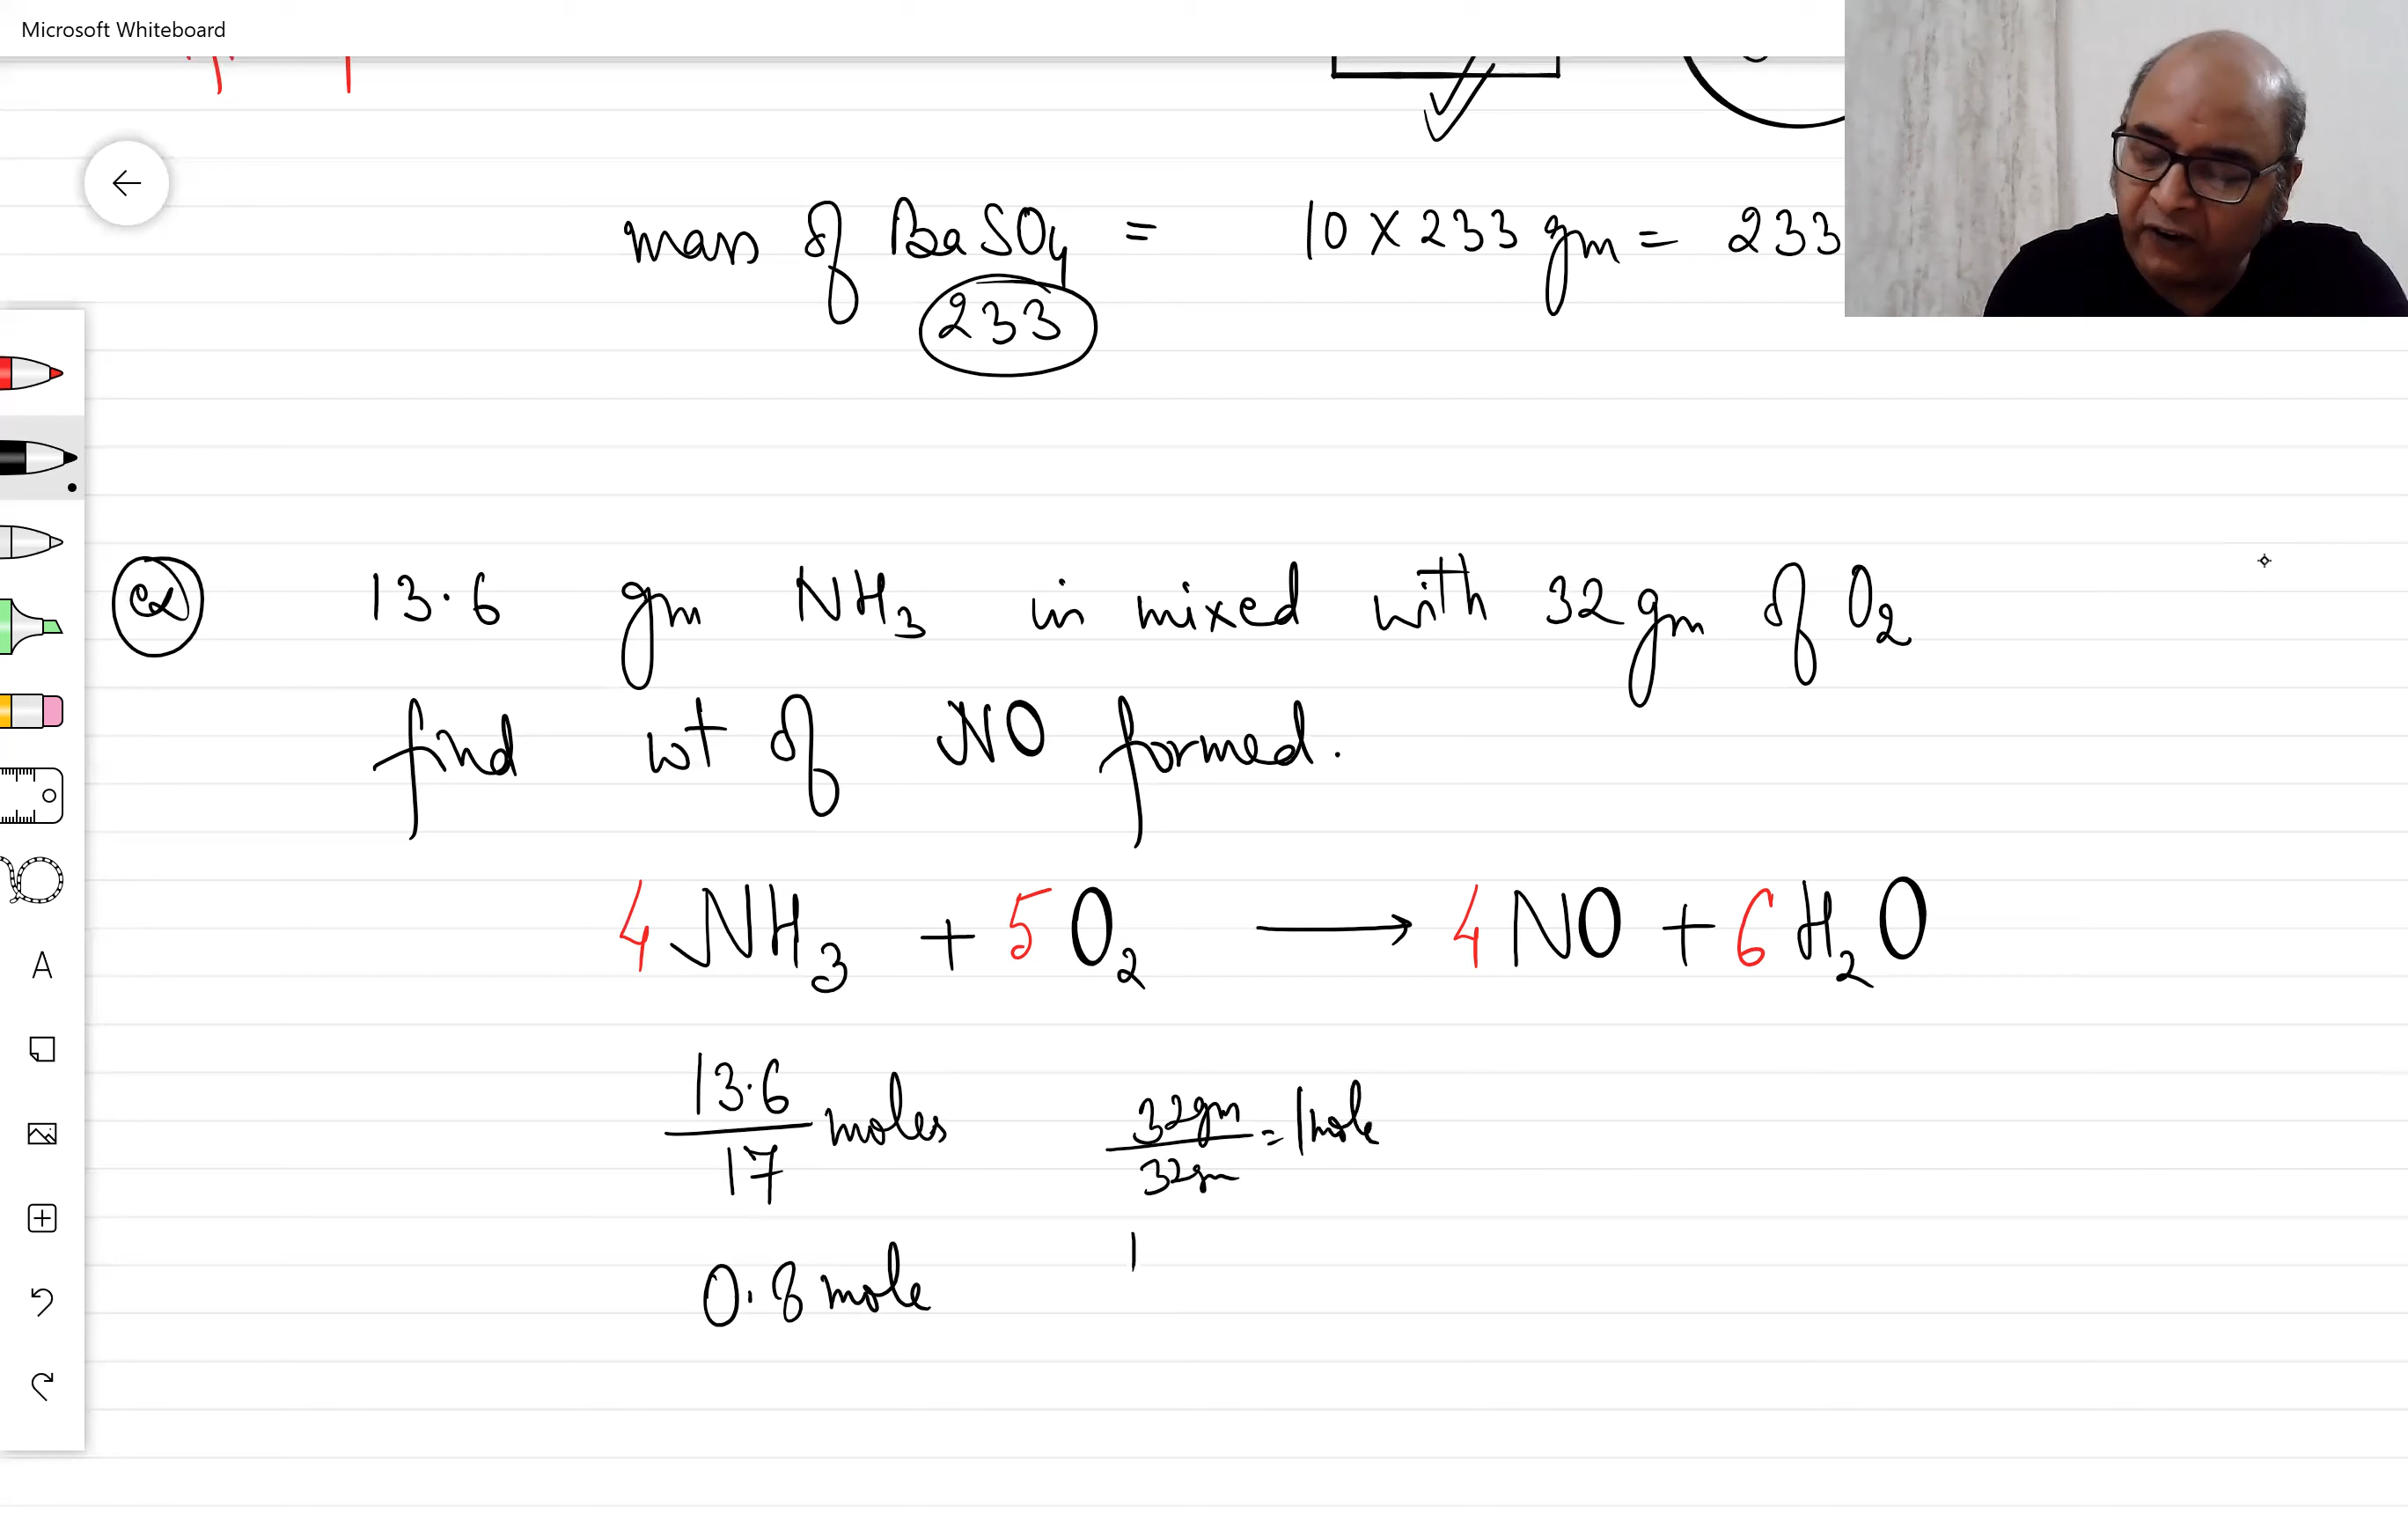 Microsoft Whiteboard
mass of BaSO₄ = 10 × 233 gm = 233
233
ex 13.6 gm NH₃ is mixed with 32 gm of O₂
find wt of NO formed.
4 NH₃ + 5 O₂ ⟶ 4 NO + 6 H₂O
13.6/17 moles 32gm/32gm = 1 mole
0.8 mole 1
A